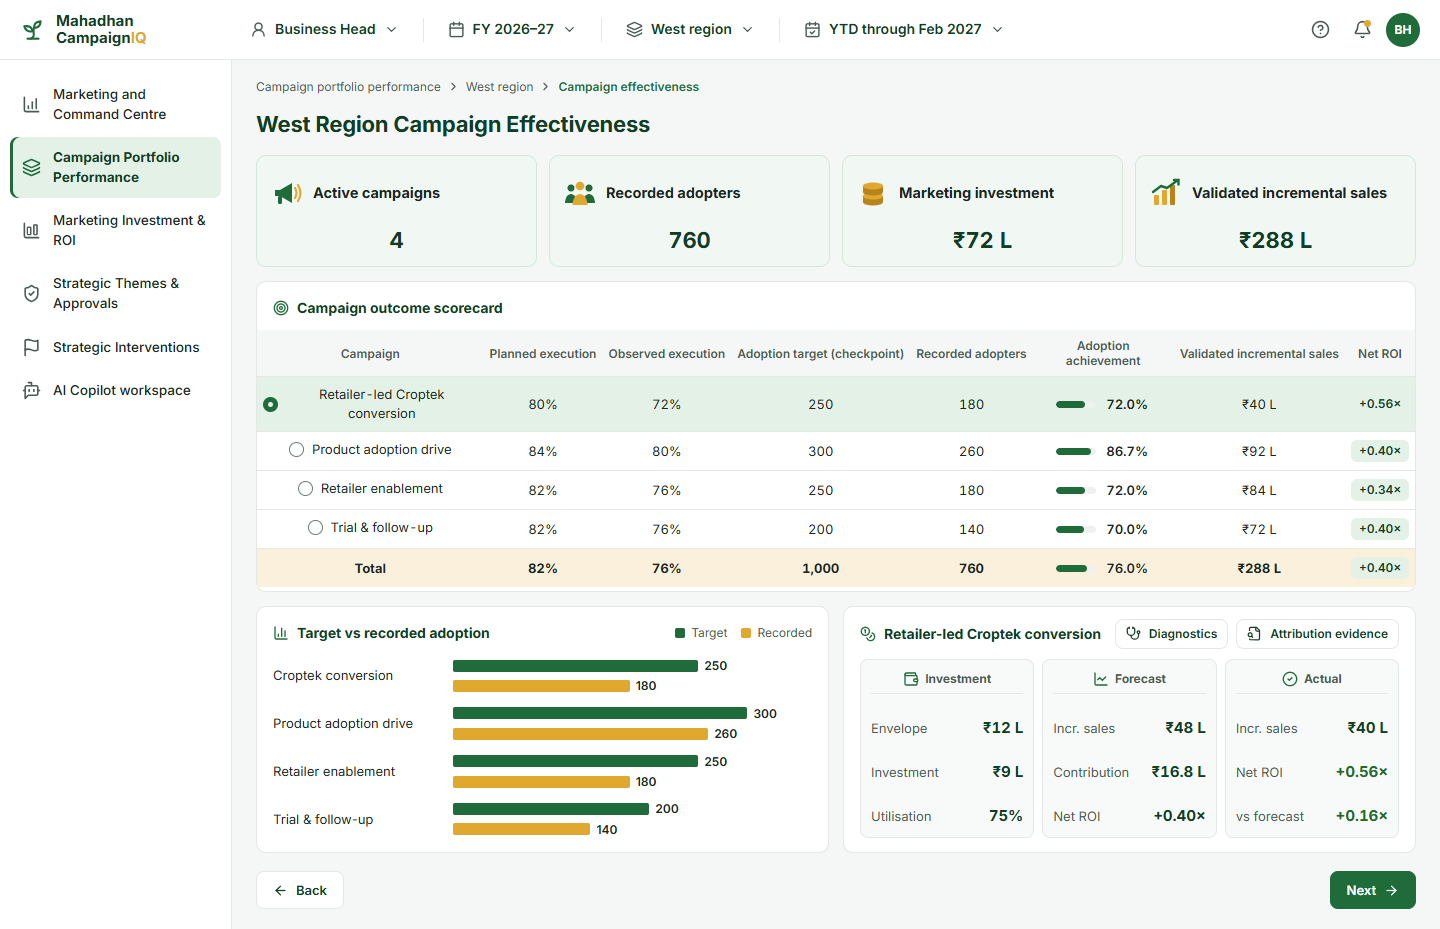 Mahadhan
CampaignIQ
Business Head
FY 2026–27
West region
YTD through Feb 2027
BH
Marketing and
Command Centre
Campaign Portfolio
Performance
Marketing Investment &
ROI
Strategic Themes &
Approvals
Strategic Interventions
AI Copilot workspace
Campaign portfolio performance > West region > Campaign effectiveness
West Region Campaign Effectiveness
Active campaigns
4
Recorded adopters
760
Marketing investment
₹72 L
Validated incremental sales
₹288 L
Campaign outcome scorecard
Campaign Planned execution Observed execution Adoption target (checkpoint) Recorded adopters Adoption achievement Validated incremental sales Net ROI
Retailer-led Croptek conversion 80% 72% 250 180 72.0% ₹40 L +0.56×
Product adoption drive 84% 80% 300 260 86.7% ₹92 L +0.40×
Retailer enablement 82% 76% 250 180 72.0% ₹84 L +0.34×
Trial & follow-up 82% 76% 200 140 70.0% ₹72 L +0.40×
Total 82% 76% 1,000 760 76.0% ₹288 L +0.40×
Target vs recorded adoption
Target Recorded
Croptek conversion 250
180
Product adoption drive 300
260
Retailer enablement 250
180
Trial & follow-up 200
140
Retailer-led Croptek conversion
Diagnostics
Attribution evidence
Investment
Envelope ₹12 L
Investment ₹9 L
Utilisation 75%
Forecast
Incr. sales ₹48 L
Contribution ₹16.8 L
Net ROI +0.40×
Actual
Incr. sales ₹40 L
Net ROI +0.56×
vs forecast +0.16×
← Back
Next →